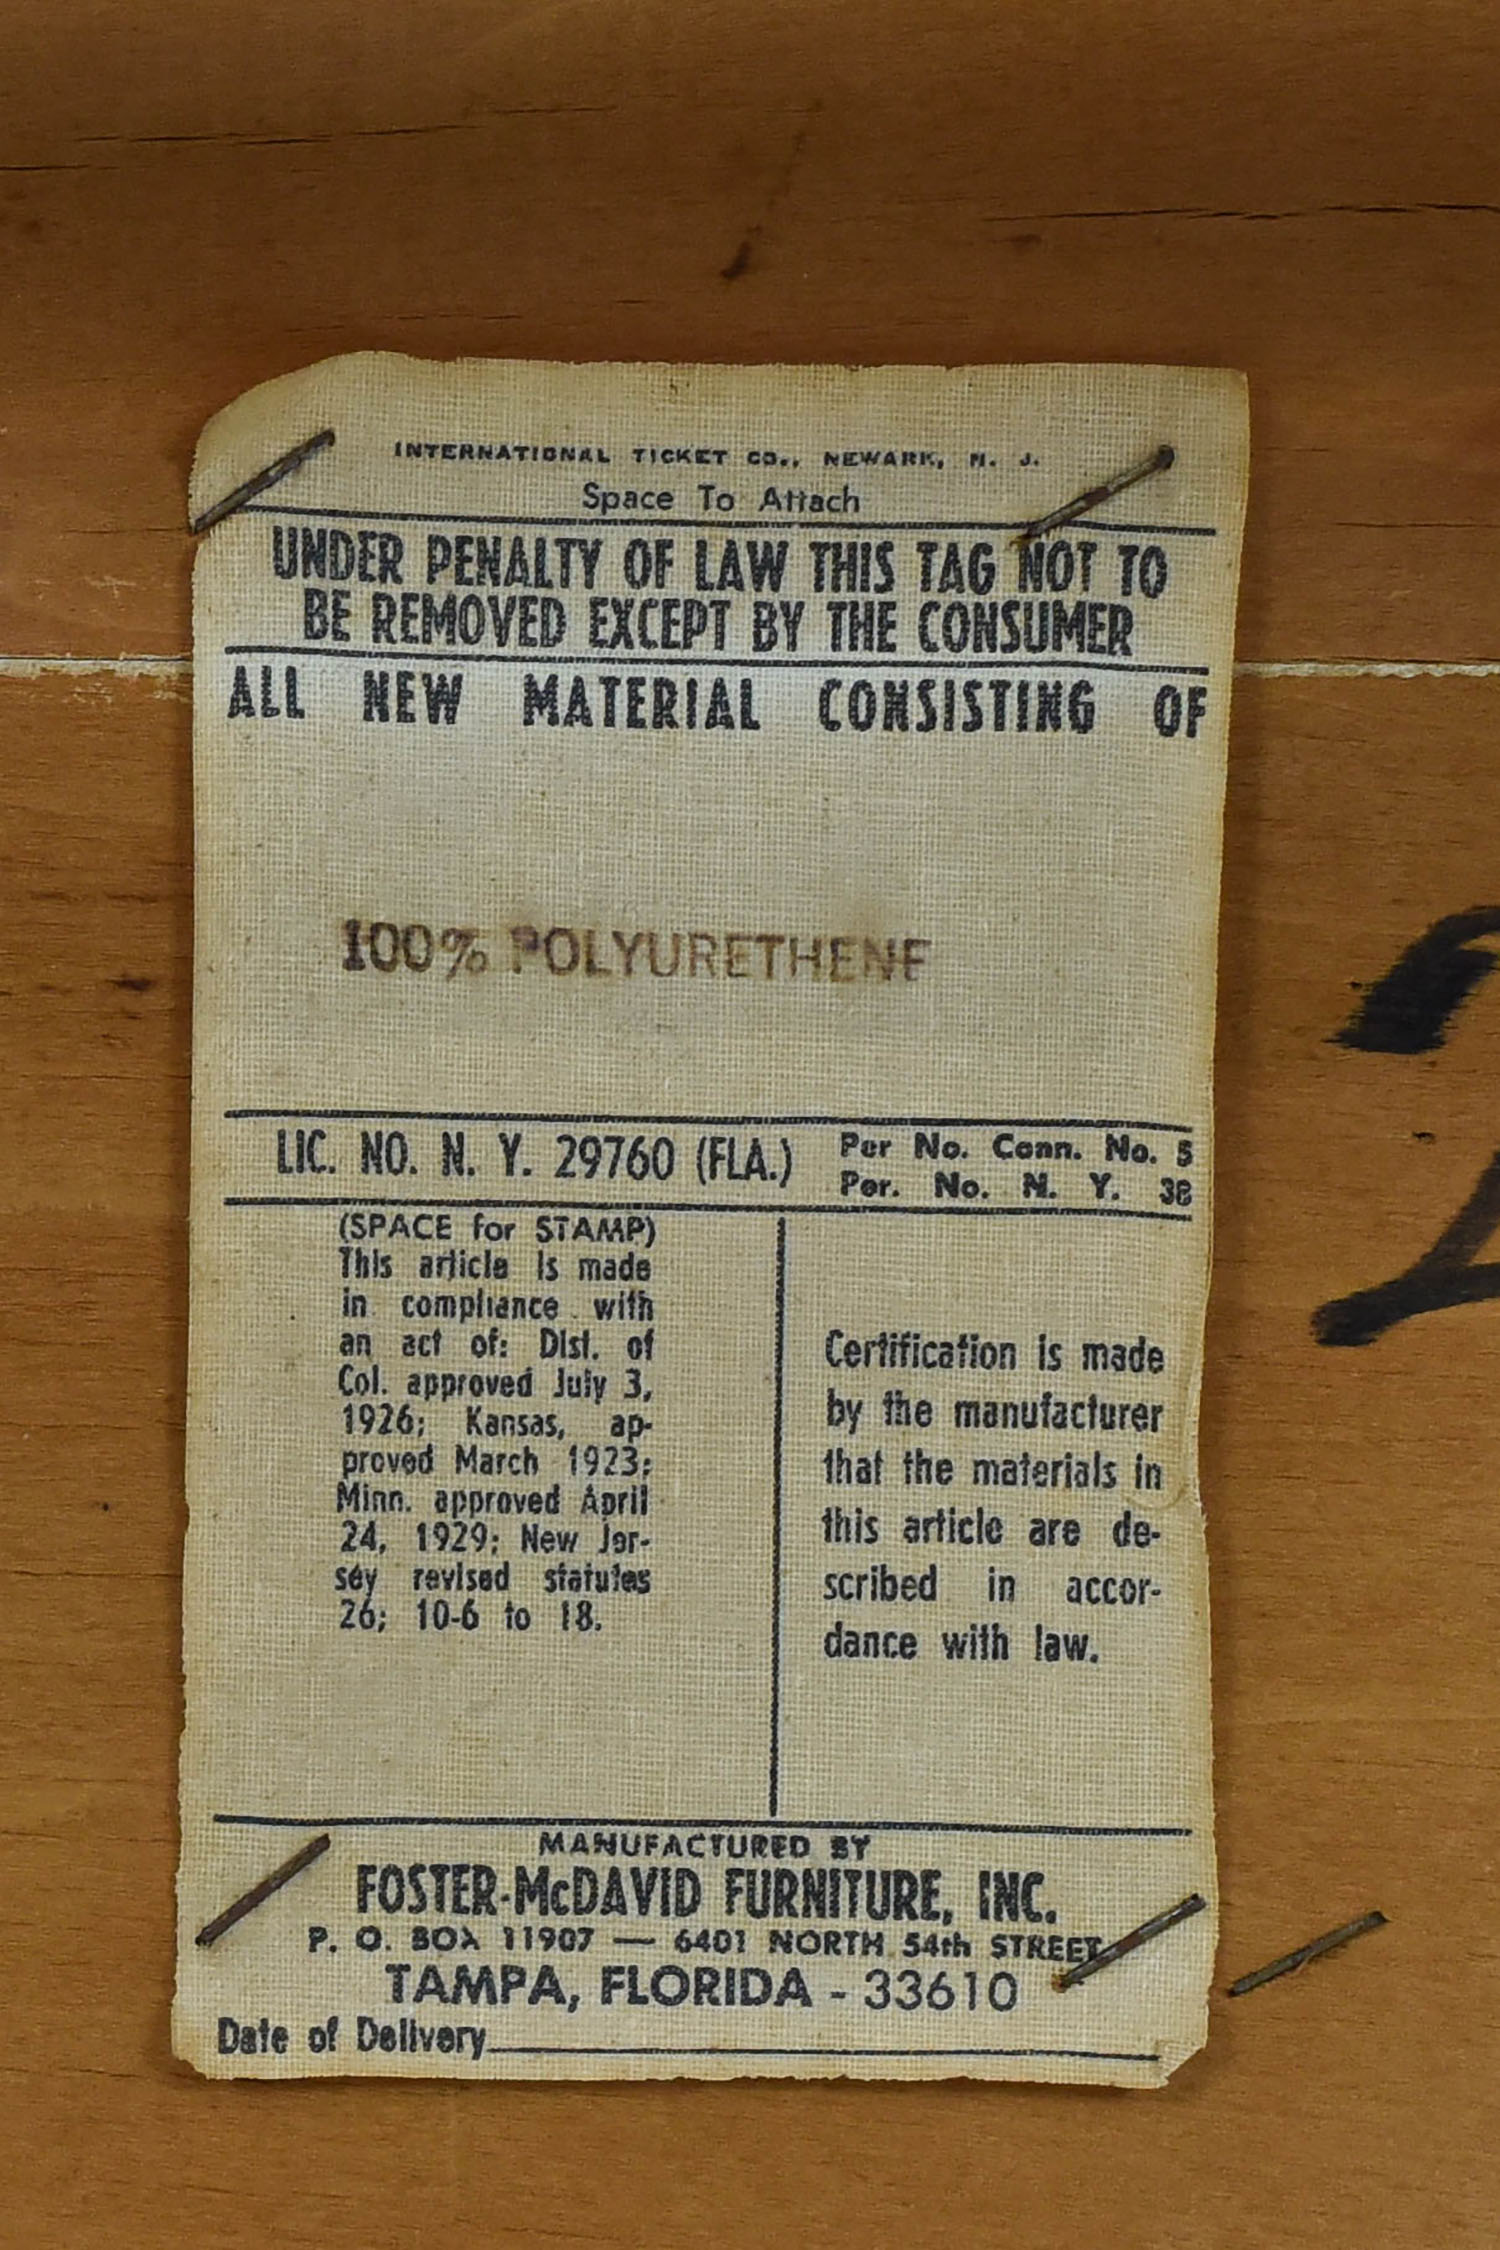 INTERNATIONAL TICKET CO., NEWARK, N. J.
Space To Attach
UNDER PENALTY OF LAW THIS TAG NOT TO
BE REMOVED EXCEPT BY THE CONSUMER
ALL NEW MATERIAL CONSISTING OF
100% POLYURETHENE
LIC. NO. N. Y. 29760 (FLA.)
Per No. Conn. No. 5
Per. No. N. Y. 38
(SPACE for STAMP)
This article is made
in compliance with
an act of: Dist. of
Col. approved July 3,
1926; Kansas, ap-
proved March 1923;
Minn. approved April
24, 1929; New Jer-
sey revised statutes
26; 10-6 to 18.
Certification is made
by the manufacturer
that the materials in
this article are de-
scribed in accor-
dance with law.
MANUFACTURED BY
FOSTER-McDAVID FURNITURE, INC.
P. O. BOX 11907 — 6401 NORTH 54th STREET
TAMPA, FLORIDA - 33610
Date of Delivery